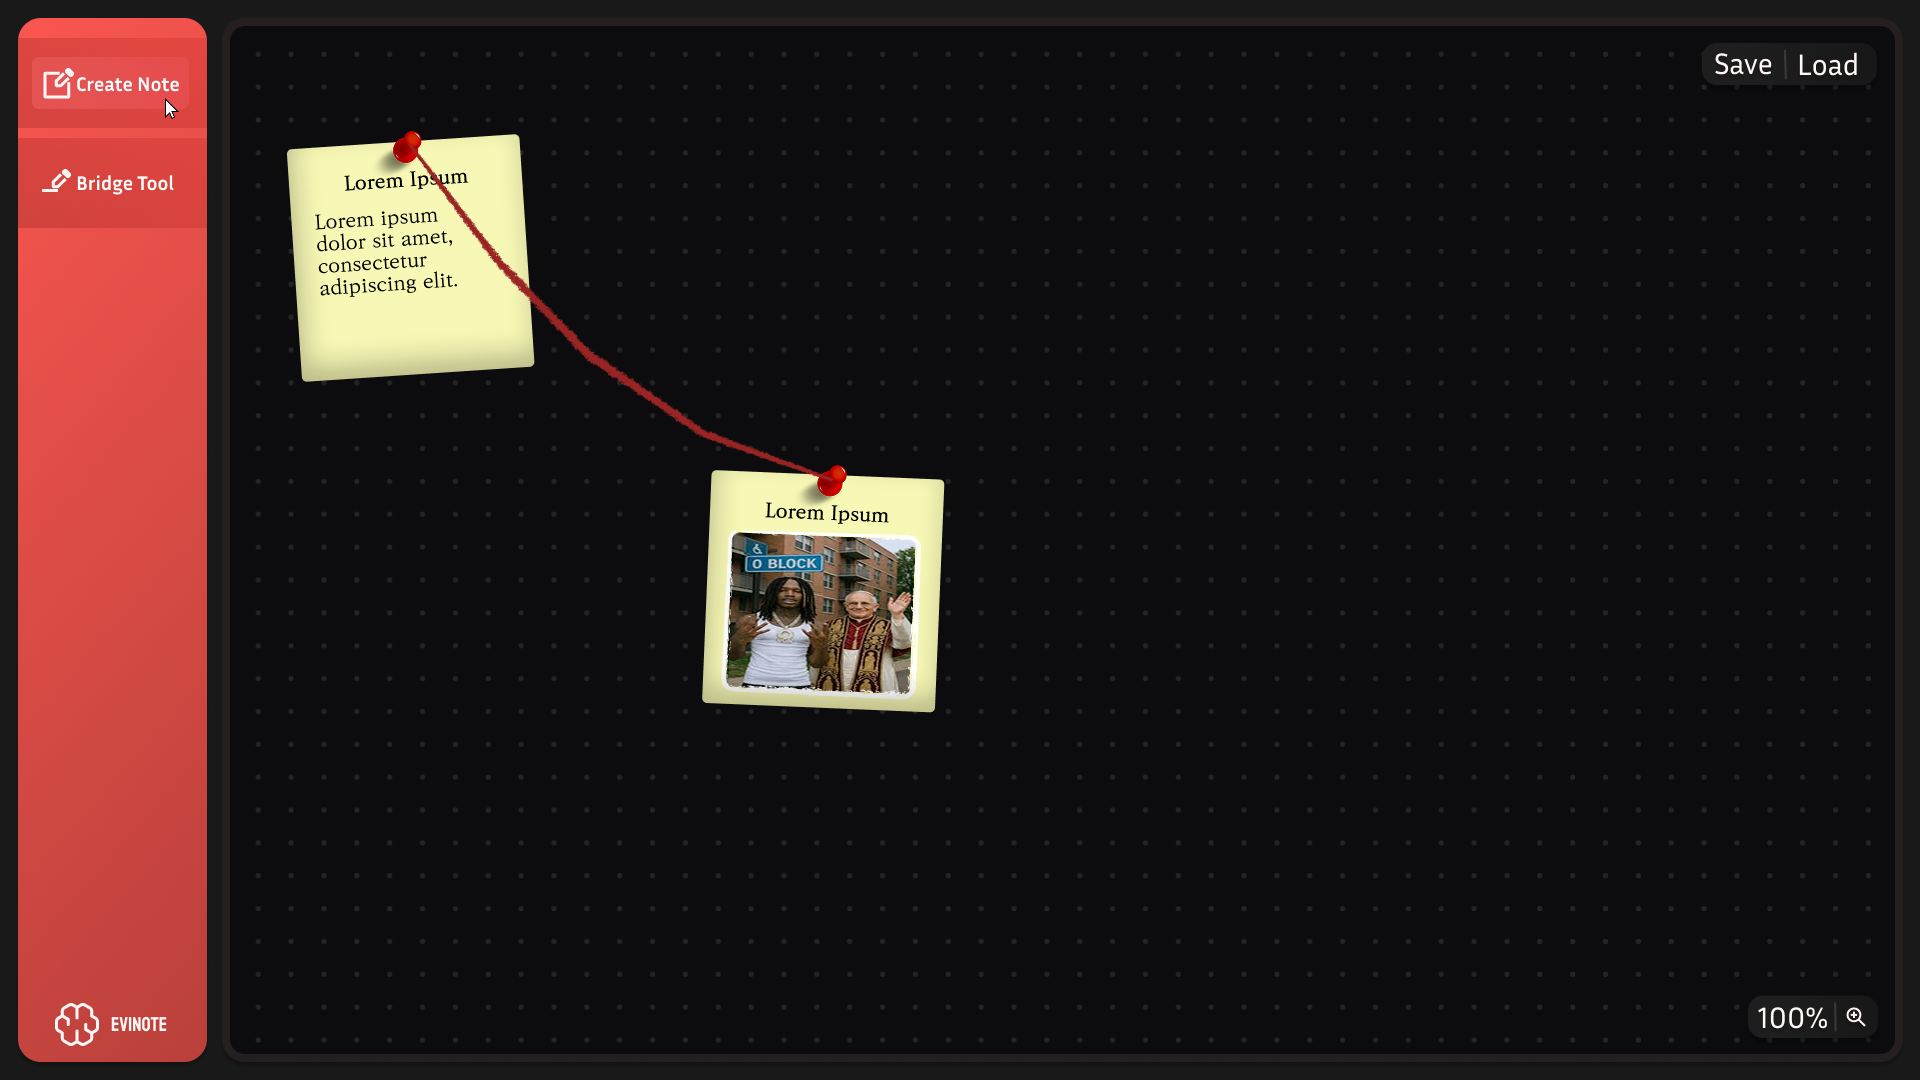 Create Note
Bridge Tool
EVINOTE
Save
Load
Lorem Ipsum
Lorem ipsum
dolor sit amet,
consectetur
adipiscing elit.
Lorem Ipsum
O BLOCK
100%